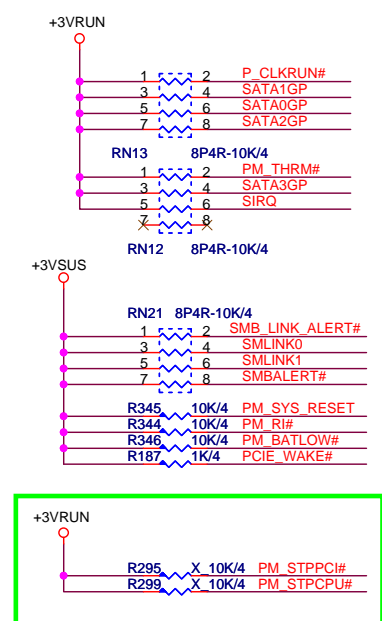 +3VRUN
1 2 P_CLKRUN#
3 4 SATA1GP
5 6 SATA0GP
7 8 SATA2GP
RN13 8P4R-10K/4
1 2 PM_THRM#
3 4 SATA3GP
5 6 SIRQ
7 8
RN12 8P4R-10K/4
+3VSUS
RN21 8P4R-10K/4
1 2 SMB_LINK_ALERT#
3 4 SMLINK0
5 6 SMLINK1
7 8 SMBALERT#
R345 10K/4 PM_SYS_RESET
R344 10K/4 PM_RI#
R346 10K/4 PM_BATLOW#
R187 1K/4 PCIE_WAKE#
+3VRUN
R295 X_10K/4 PM_STPPCI#
R299 X_10K/4 PM_STPCPU#